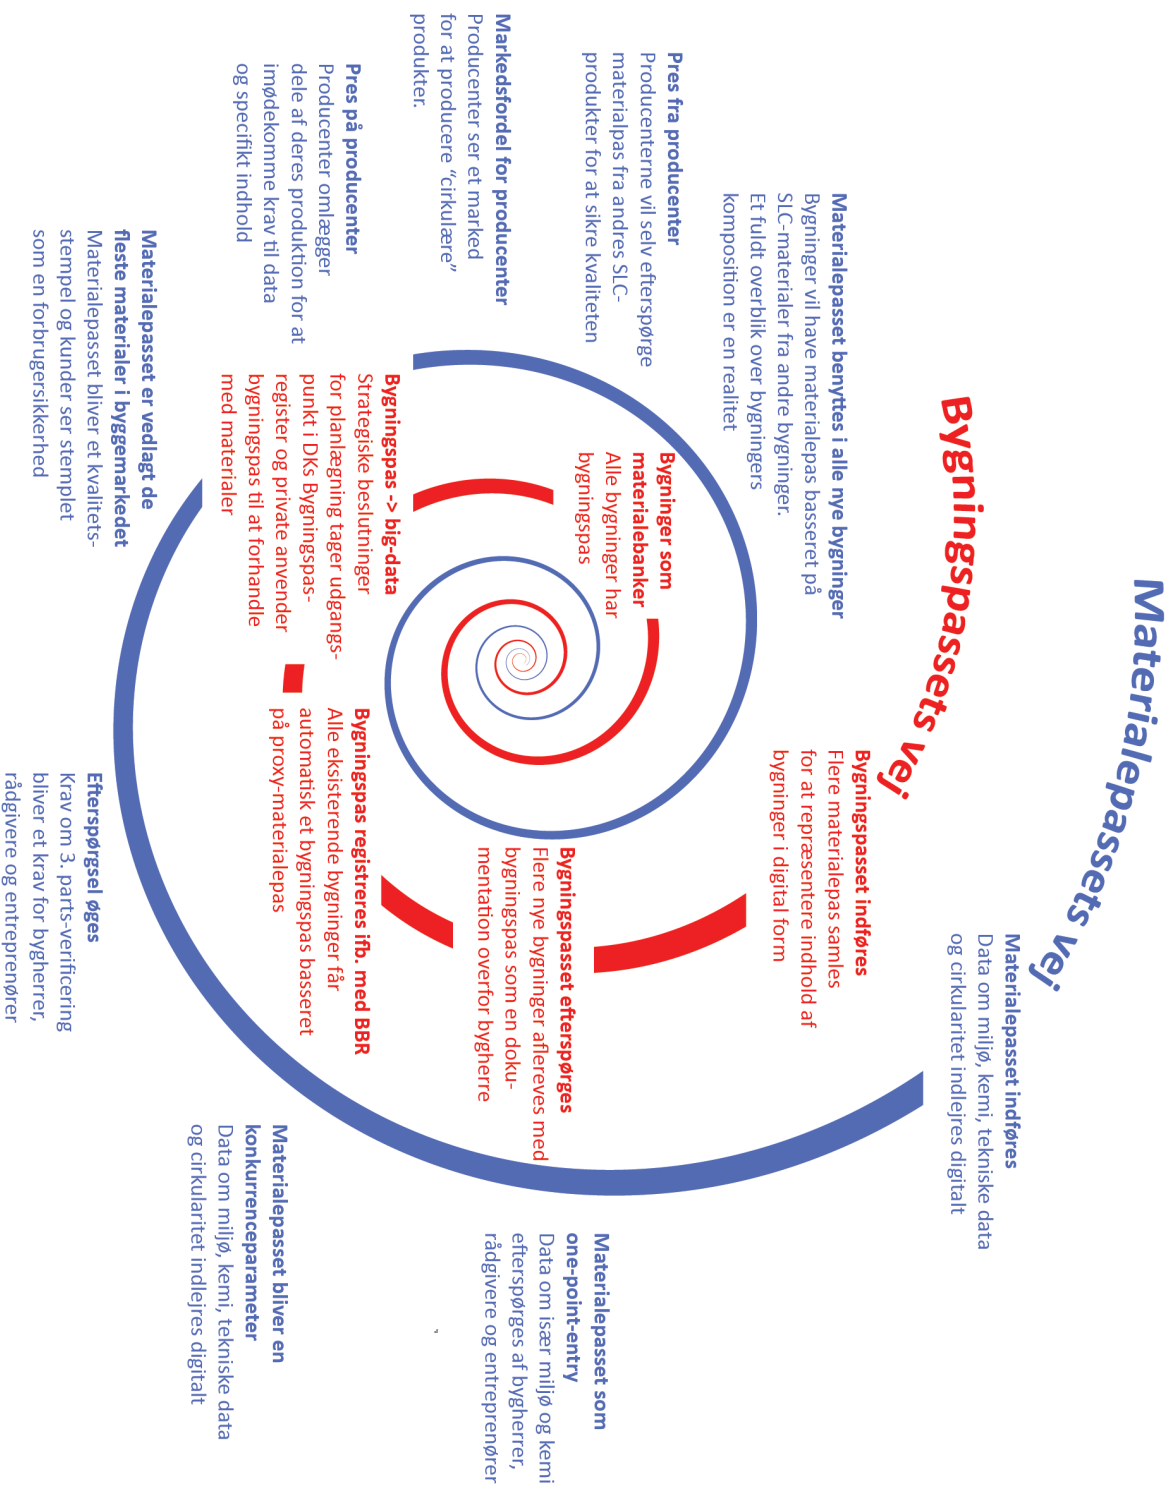 Materialepassets vej
Bygningspassets vej
Materialepasset indføres
Data om miljø, kemi, tekniske data
og cirkularitet indlejres digitalt
Materialepasset som
one-point-entry
Data om især miljø og kemi
efterspørges af bygherrer,
rådgivere og entreprenører
Materialepasset bliver en
konkurrenceparameter
Data om miljø, kemi, tekniske data
og cirkularitet indlejres digitalt
Efterspørgsel øges
Krav om 3. parts-verificering
bliver et krav for bygherrer,
rådgivere og entreprenører
Materialepasset er vedlagt de
fleste materialer i byggemarkedet
Materialepasset bliver et kvalitets-
stempel og kunder ser stemplet
som en forbrugersikkerhed
Pres på producenter
Producenter omlægger
dele af deres produktion for at
imødekomme krav til data
og specifikt indhold
Markedsfordel for producenter
Producenter ser et marked
for at producere “cirkulære”
produkter.
Pres fra producenter
Producenterne vil selv efterspørge
materialpas fra andres SLC-
produkter for at sikre kvaliteten
Materialepasset benyttes i alle nye bygninger
Bygninger vil have materialepas basseret på
SLC-materialer fra andre bygninger.
Et fuldt overblik over bygningers
komposition er en realitet
Bygningspasset indføres
Flere materialepas samles
for at repræsentere indhold af
bygninger i digital form
Bygningspasset efterspørges
Flere nye bygninger aflereves med
bygningspas som en doku-
mentation overfor bygherre
Bygningspas registreres ifb. med BBR
Alle eksisterende bygninger får
automatisk et bygningspas basseret
på proxy-materialepas
Bygningspas -> big-data
Strategiske beslutninger
for planlægning tager udgangs-
punkt i DKs Bygningspas-
register og private anvender
bygningspas til at forhandle
med materialer
Bygninger som
materialebanker
Alle bygninger har
bygningspas